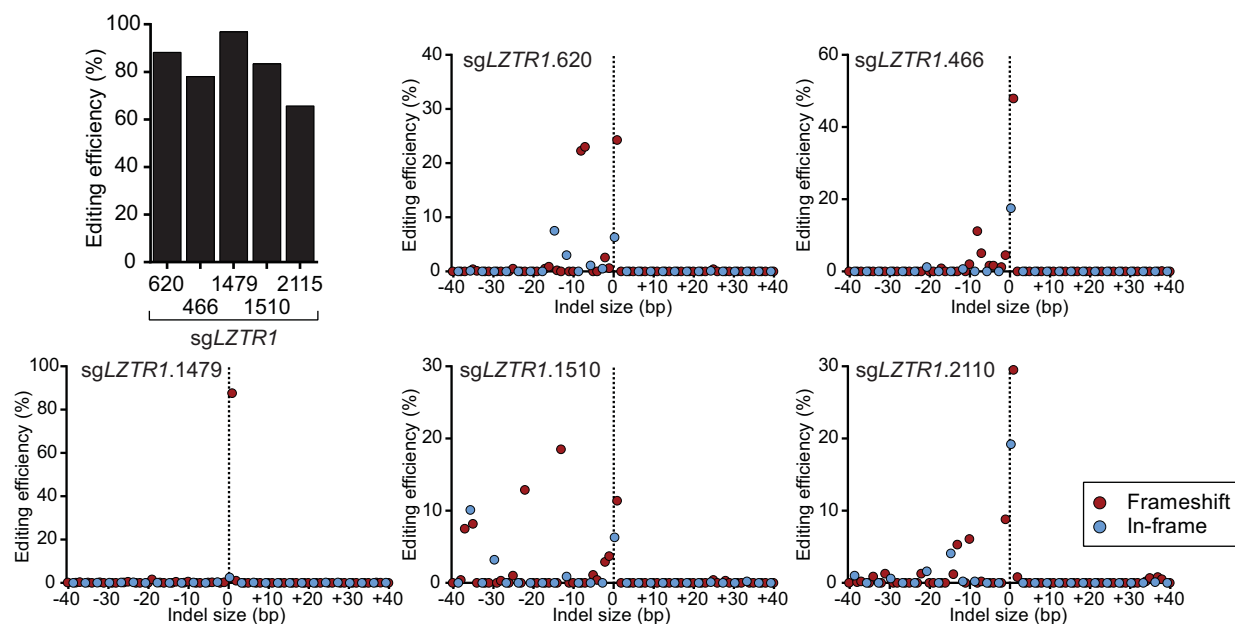 Editing efficiency (%)
100
80
60
40
20
0
620
1479
2115
466
1510
sgLZTR1
sgLZTR1.620
Editing efficiency (%)
40
30
20
10
0
-40 -30 -20 -10 0 +10 +20 +30 +40
Indel size (bp)
sgLZTR1.466
Editing efficiency (%)
60
40
20
0
-40 -30 -20 -10 0 +10 +20 +30 +40
Indel size (bp)
sgLZTR1.1479
Editing efficiency (%)
100
80
60
40
20
0
-40 -30 -20 -10 0 +10 +20 +30 +40
Indel size (bp)
sgLZTR1.1510
Editing efficiency (%)
30
20
10
0
-40 -30 -20 -10 0 +10 +20 +30 +40
Indel size (bp)
sgLZTR1.2110
Editing efficiency (%)
30
20
10
0
-40 -30 -20 -10 0 +10 +20 +30 +40
Indel size (bp)
Frameshift
In-frame